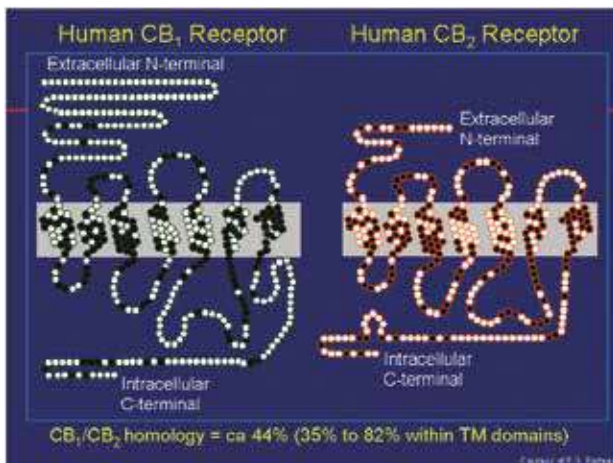 Human CB₁ Receptor
Human CB₂ Receptor
Extracellular N-terminal
Extracellular
N-terminal
Intracellular
C-terminal
Intracellular
C-terminal
CB₁/CB₂ homology = ca 44% (35% to 82% within TM domains)